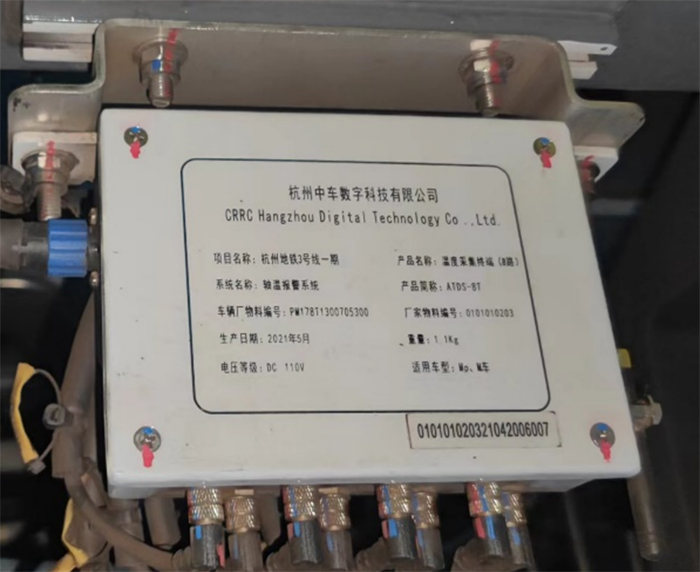 杭州中车数字科技有限公司
CRRC Hangzhou Digital Technology Co .,Ltd.
项目名称：杭州地铁3号线一期 产品名称：温度采集终端（8路）
系统名称：轴温报警系统 产品简称：ATDS-8T
车辆厂物料编号：PM178T1300705300 厂家物料编号：0101010203
生产日期：2021年5月 重量：1.1Kg
电压等级：DC 110V 适用车型：Mp、M车
010101020321042006007